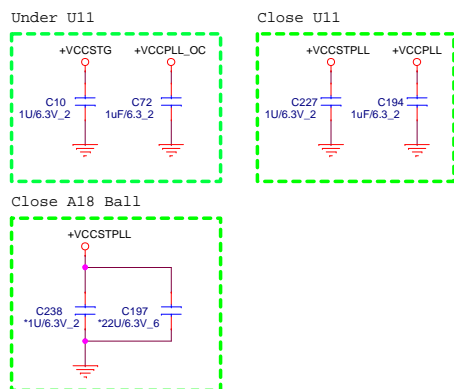 Under U11
+VCCSTG +VCCPLL_OC
C10 C72
1U/6.3V_2 1uF/6.3_2
Close U11
+VCCSTPLL +VCCPLL
C227 C194
1U/6.3V_2 1uF/6.3_2
Close A18 Ball
+VCCSTPLL
C238 C197
*1U/6.3V_2 *22U/6.3V_6